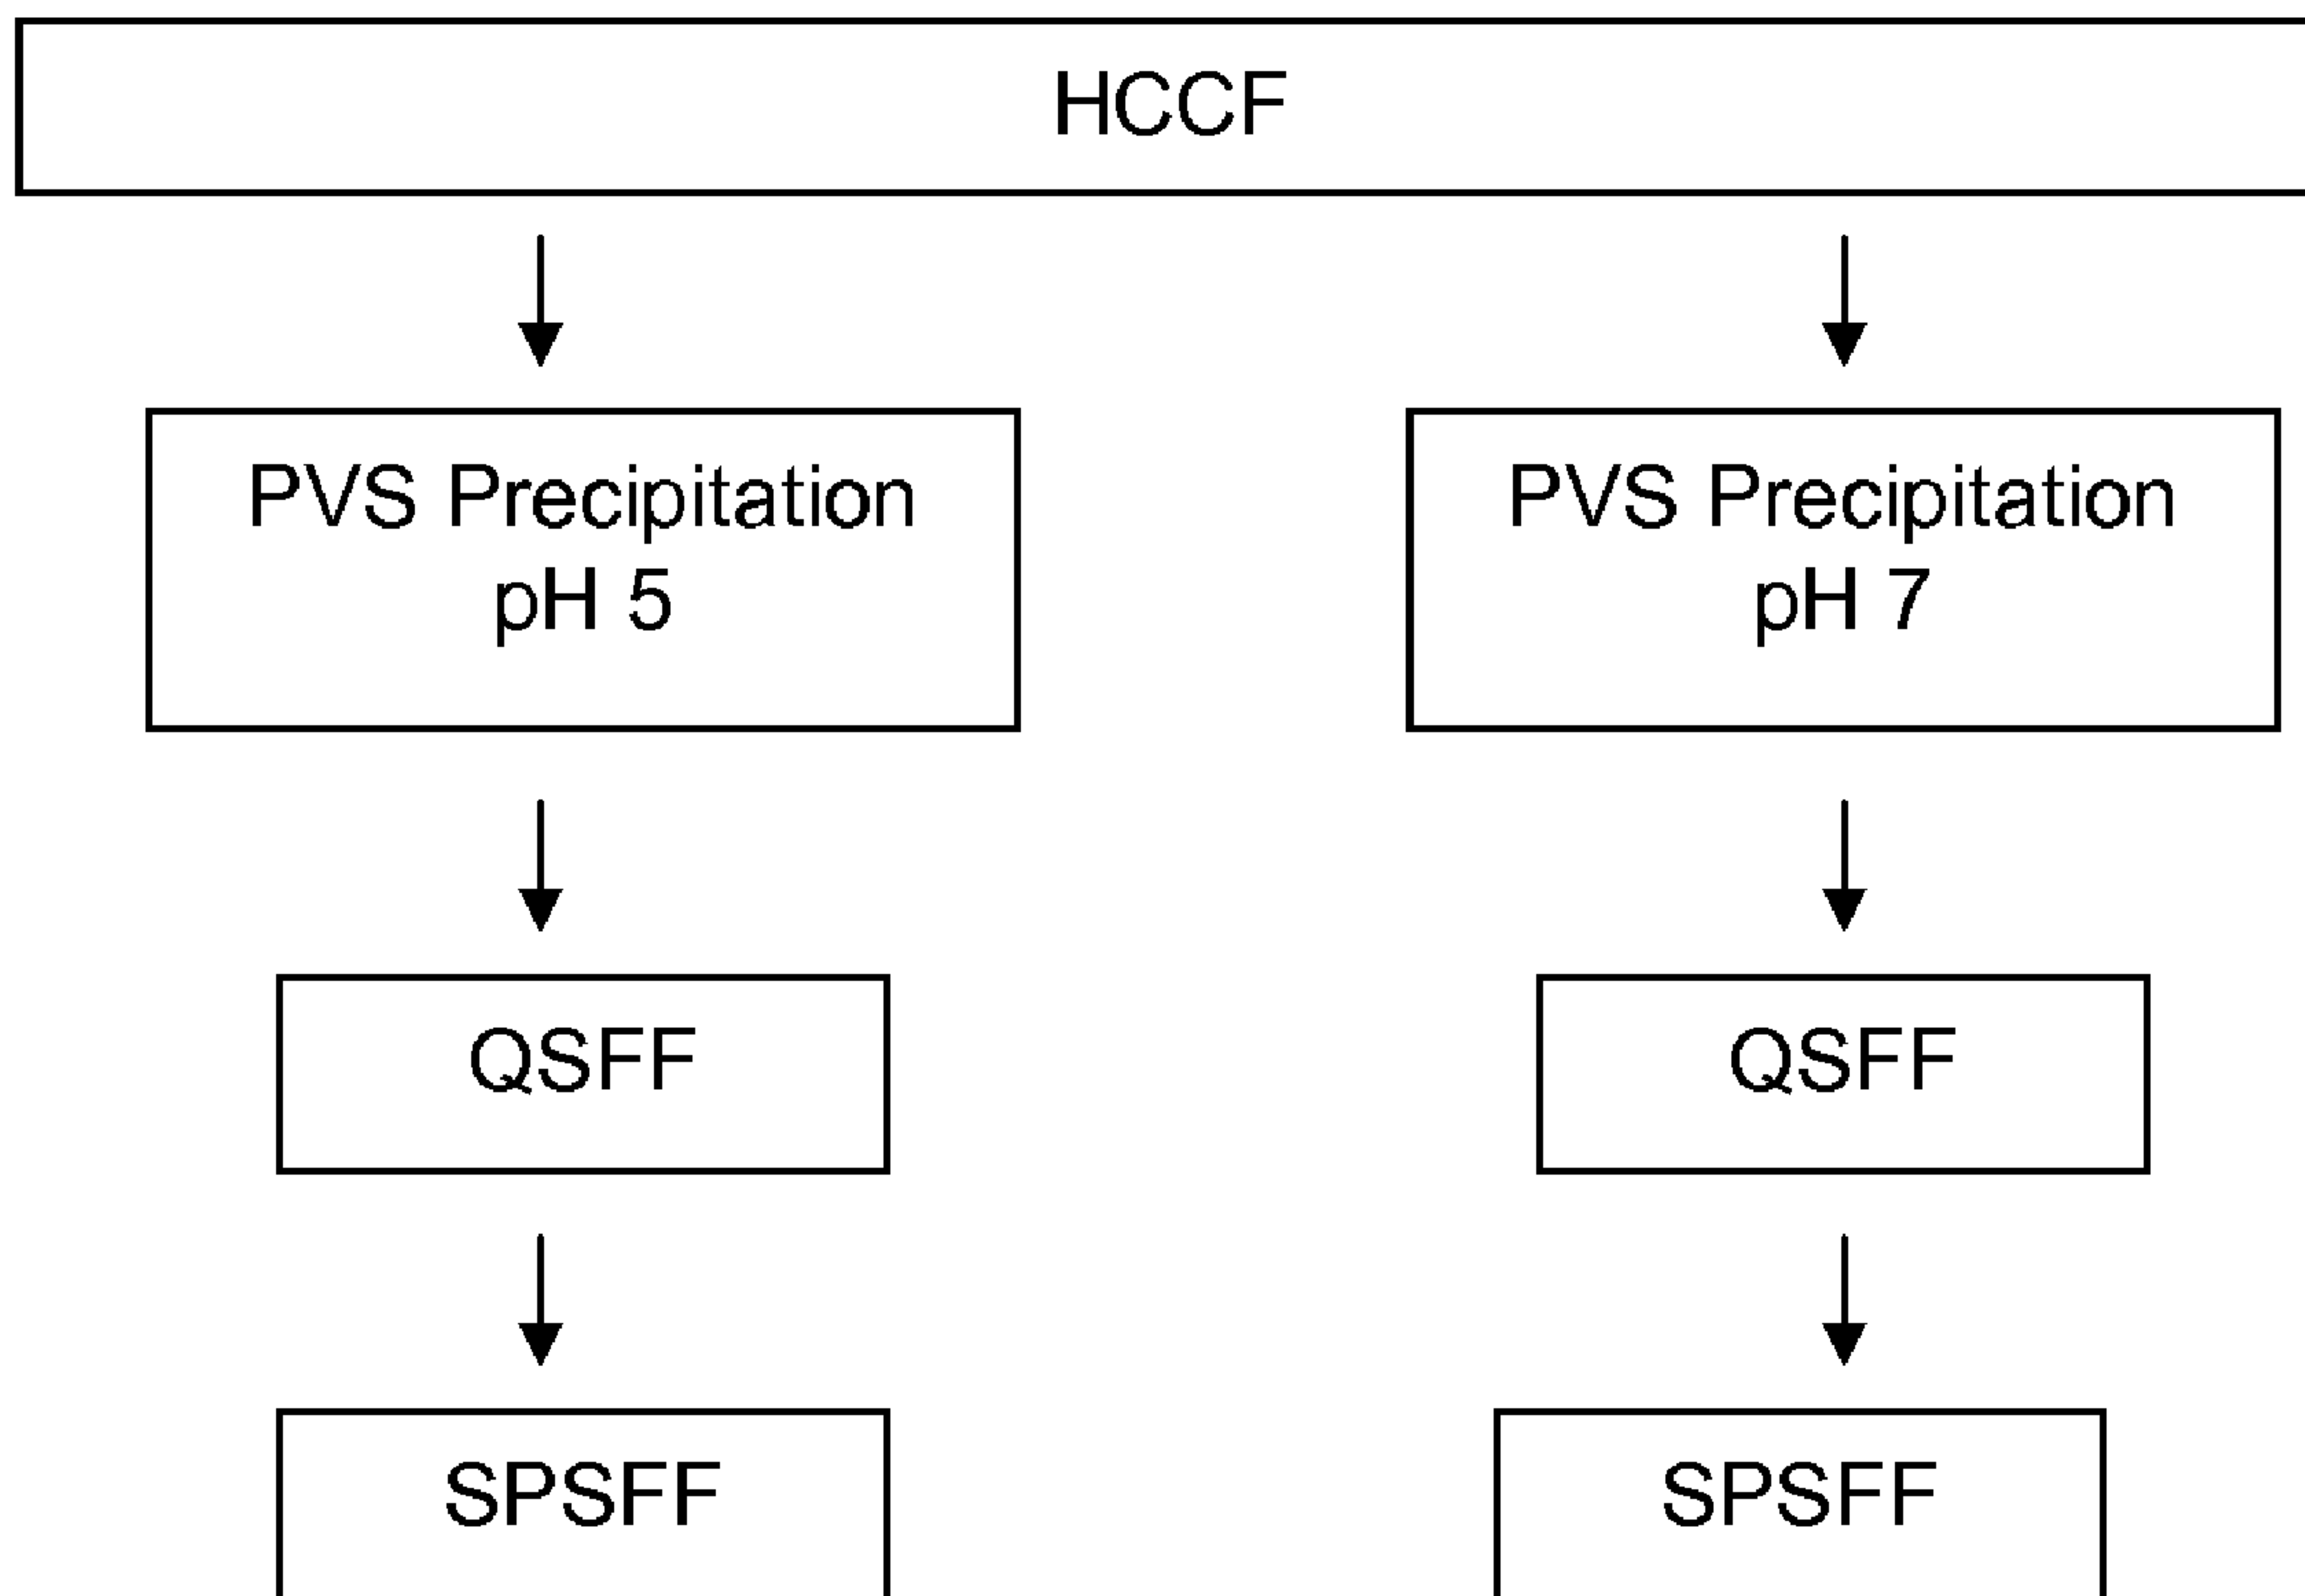 HCCF
PVS Precipitation
pH 5
PVS Precipitation
pH 7
QSFF
QSFF
SPSFF
SPSFF